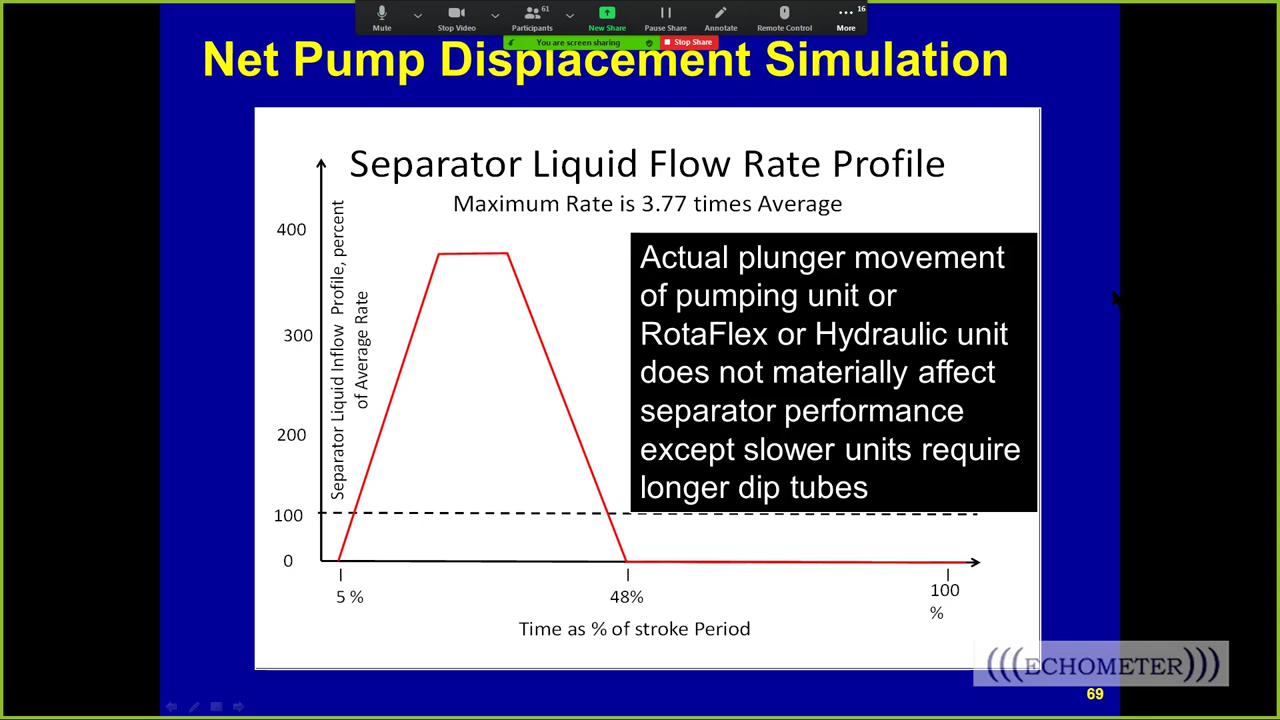 61
16
Mute
Stop Video
Participants
New Share
Pause Share
Annotate
Remote Control
More
You are screen sharing
Stop Share
Net Pump Displacement Simulation
Separator Liquid Flow Rate Profile
Maximum Rate is 3.77 times Average
Separator Liquid Inflow Profile, percent
of Average Rate
400
300
200
100
0
Actual plunger movement
of pumping unit or
RotaFlex or Hydraulic unit
does not materially affect
separator performance
except slower units require
longer dip tubes
5 %
48%
100
%
Time as % of stroke Period
(((ECHOMETER)))
69